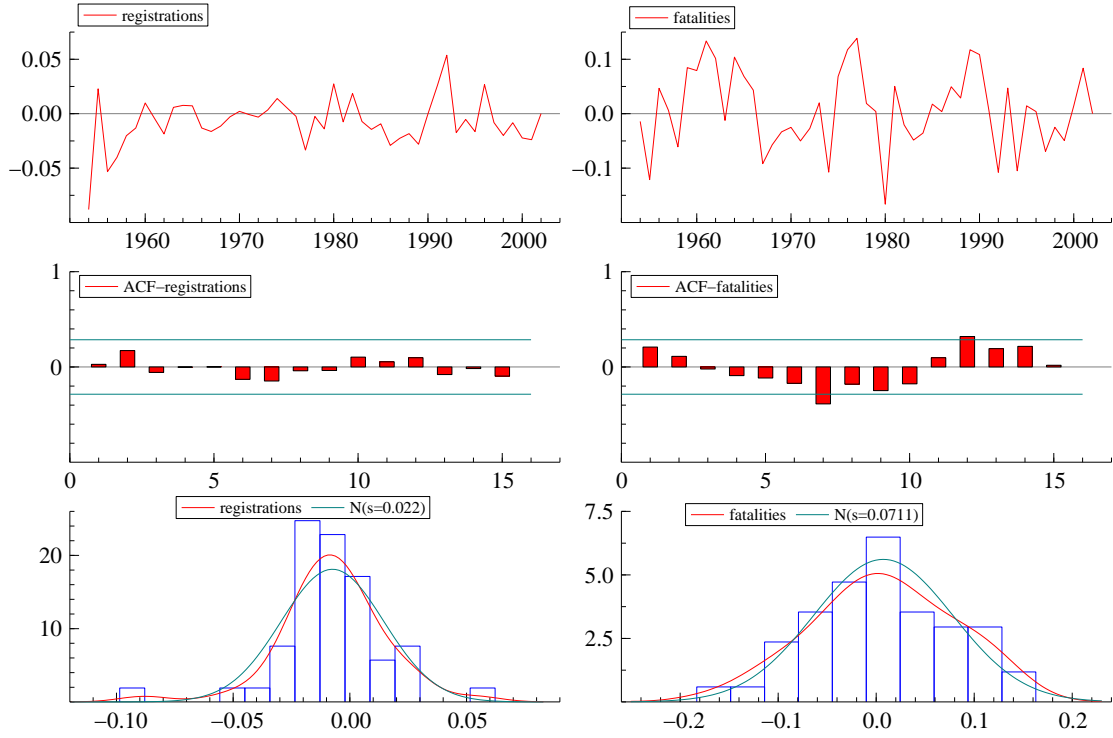 registrations
fatalities
0.05
0.00
−0.05
0.1
0.0
−0.1
1960 1970 1980 1990 2000
1960 1970 1980 1990 2000
ACF−registrations
ACF−fatalities
1
0
1
0
0 5 10 15
0 5 10 15
registrations N(s=0.022)
fatalities N(s=0.0711)
20
10
7.5
5.0
2.5
−0.10 −0.05 0.00 0.05
−0.2 −0.1 0.0 0.1 0.2